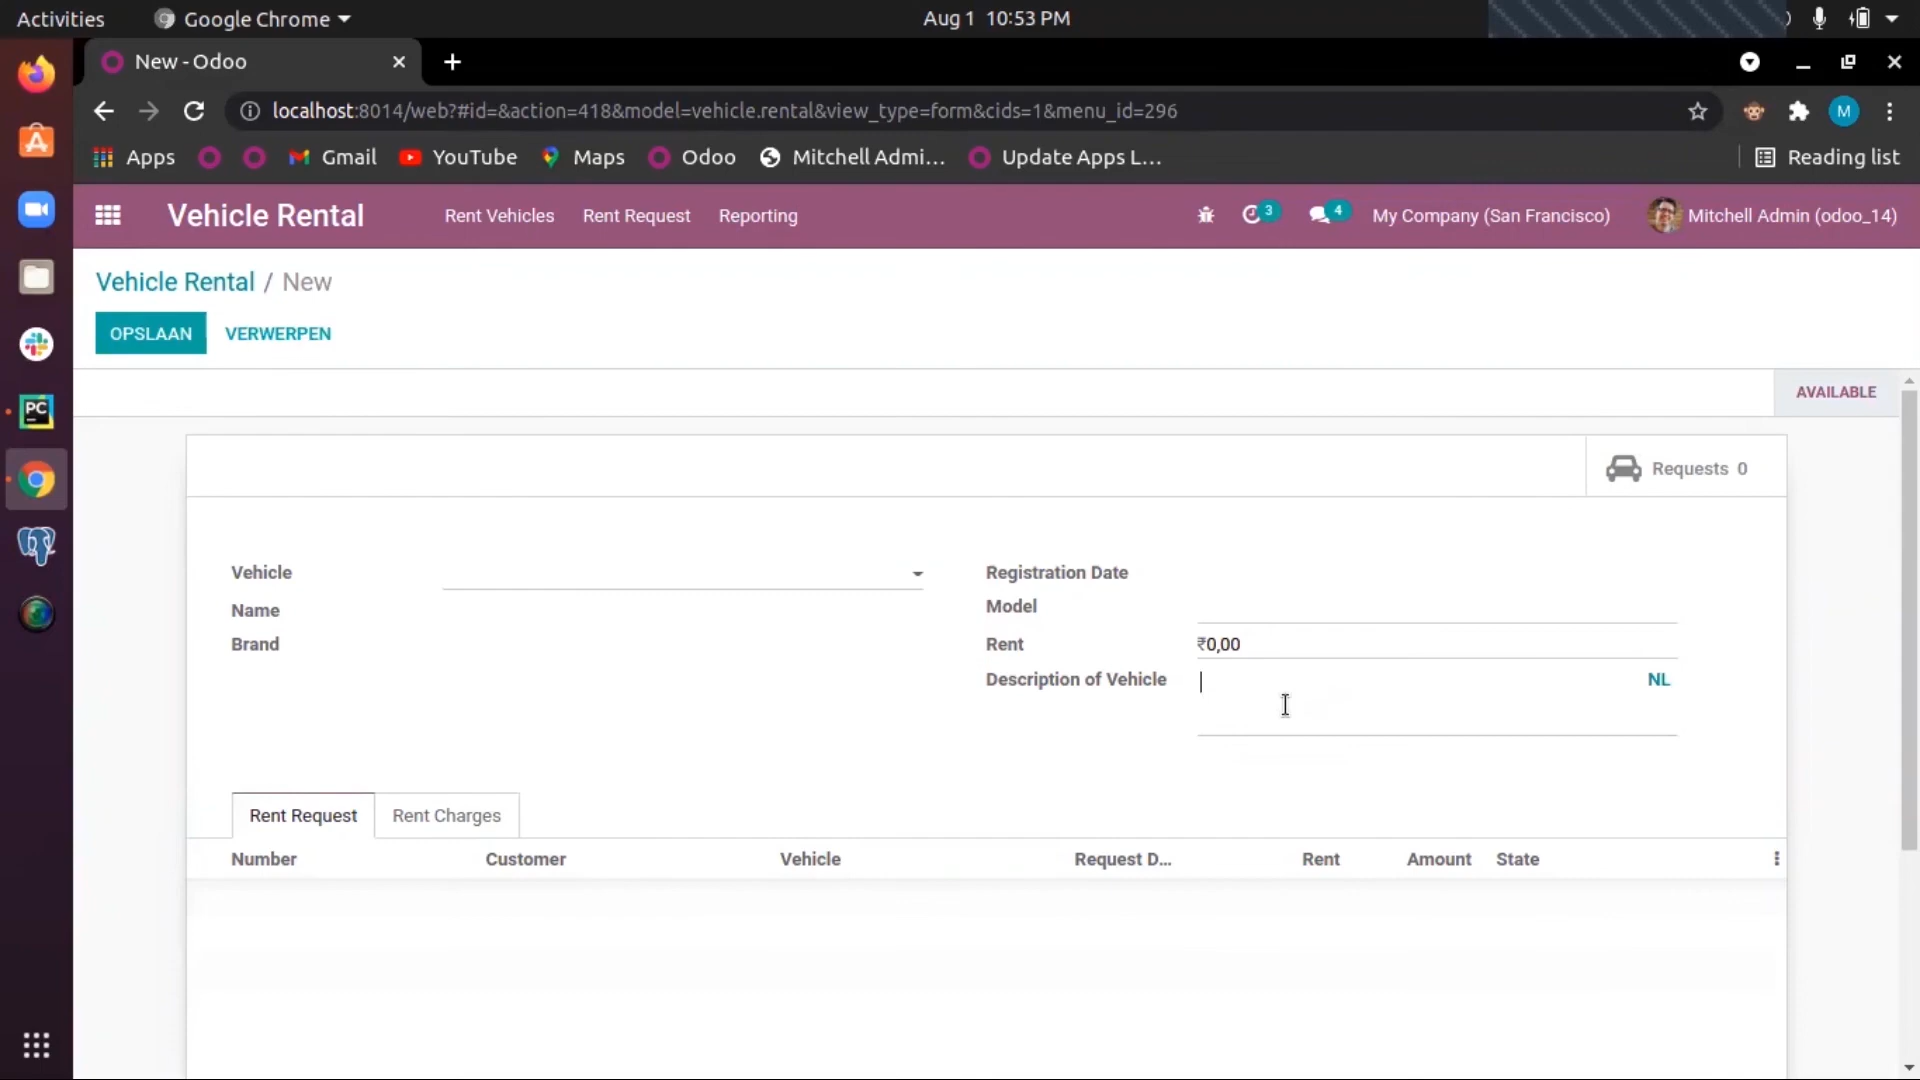 Activities Google Chrome Aug 1 10:53 PM
New - Odoo
localhost:8014/web?#id=&action=418&model=vehicle.rental&view_type=form&cids=1&menu_id=296 M
Apps Gmail YouTube Maps Odoo Mitchell Admi... Update Apps L... Reading list
Vehicle Rental Rent Vehicles Rent Request Reporting 3 4 My Company (San Francisco) Mitchell Admin (odoo_14)
Vehicle Rental / New
OPSLAAN VERWERPEN
AVAILABLE
Requests 0
Vehicle Registration Date
Name Model
Brand Rent ₹0,00
Description of Vehicle NL
Rent Request Rent Charges
Number Customer Vehicle Request D... Rent Amount State
PC